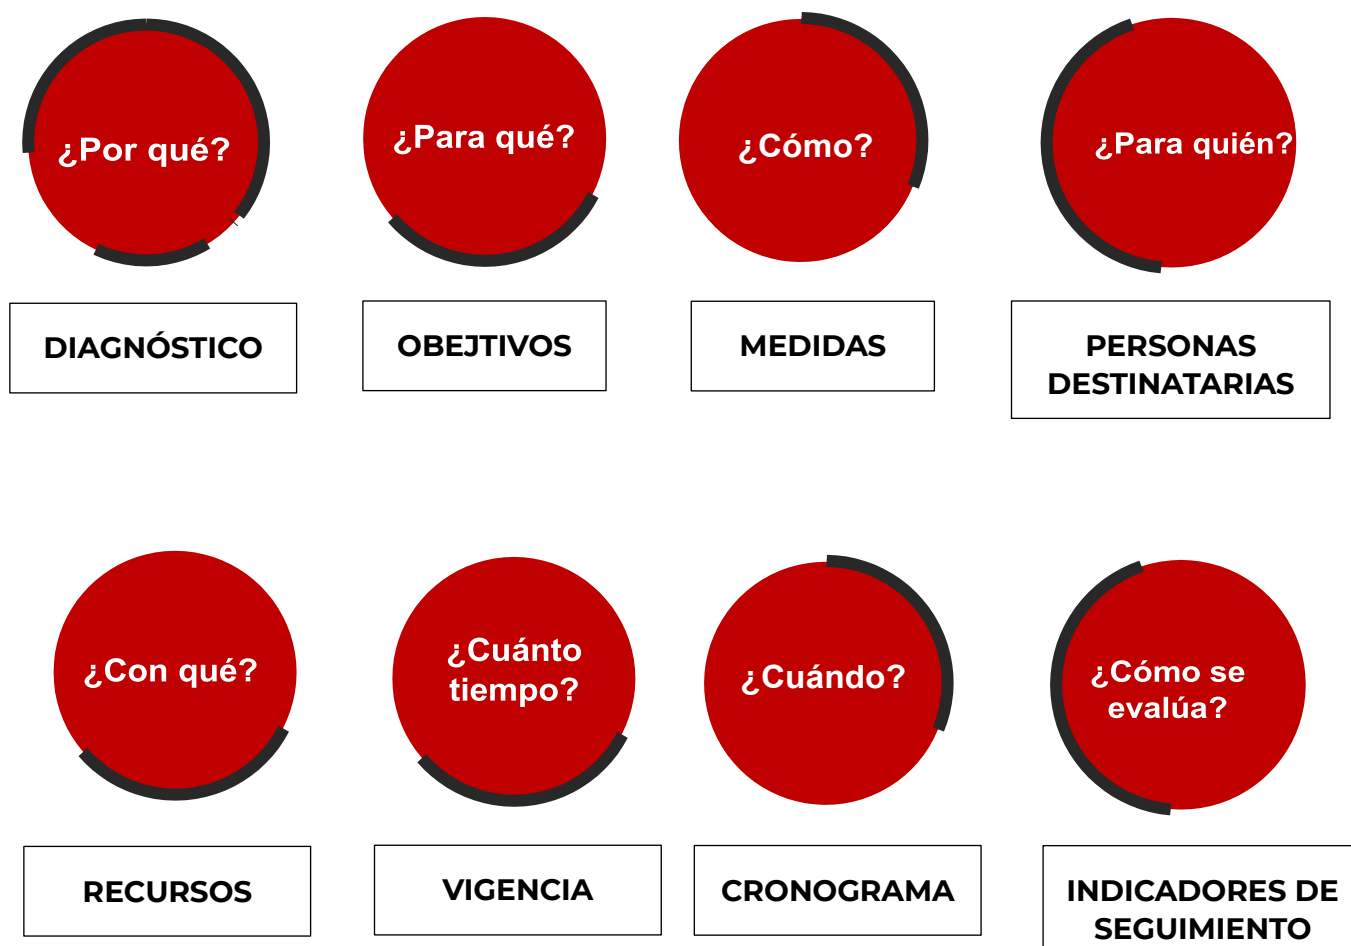 ¿Por qué?
¿Para qué?
¿Cómo?
¿Para quién?
DIAGNÓSTICO
OBEJTIVOS
MEDIDAS
PERSONAS
DESTINATARIAS
¿Con qué?
¿Cuánto
tiempo?
¿Cuándo?
¿Cómo se
evalúa?
RECURSOS
VIGENCIA
CRONOGRAMA
INDICADORES DE
SEGUIMIENTO